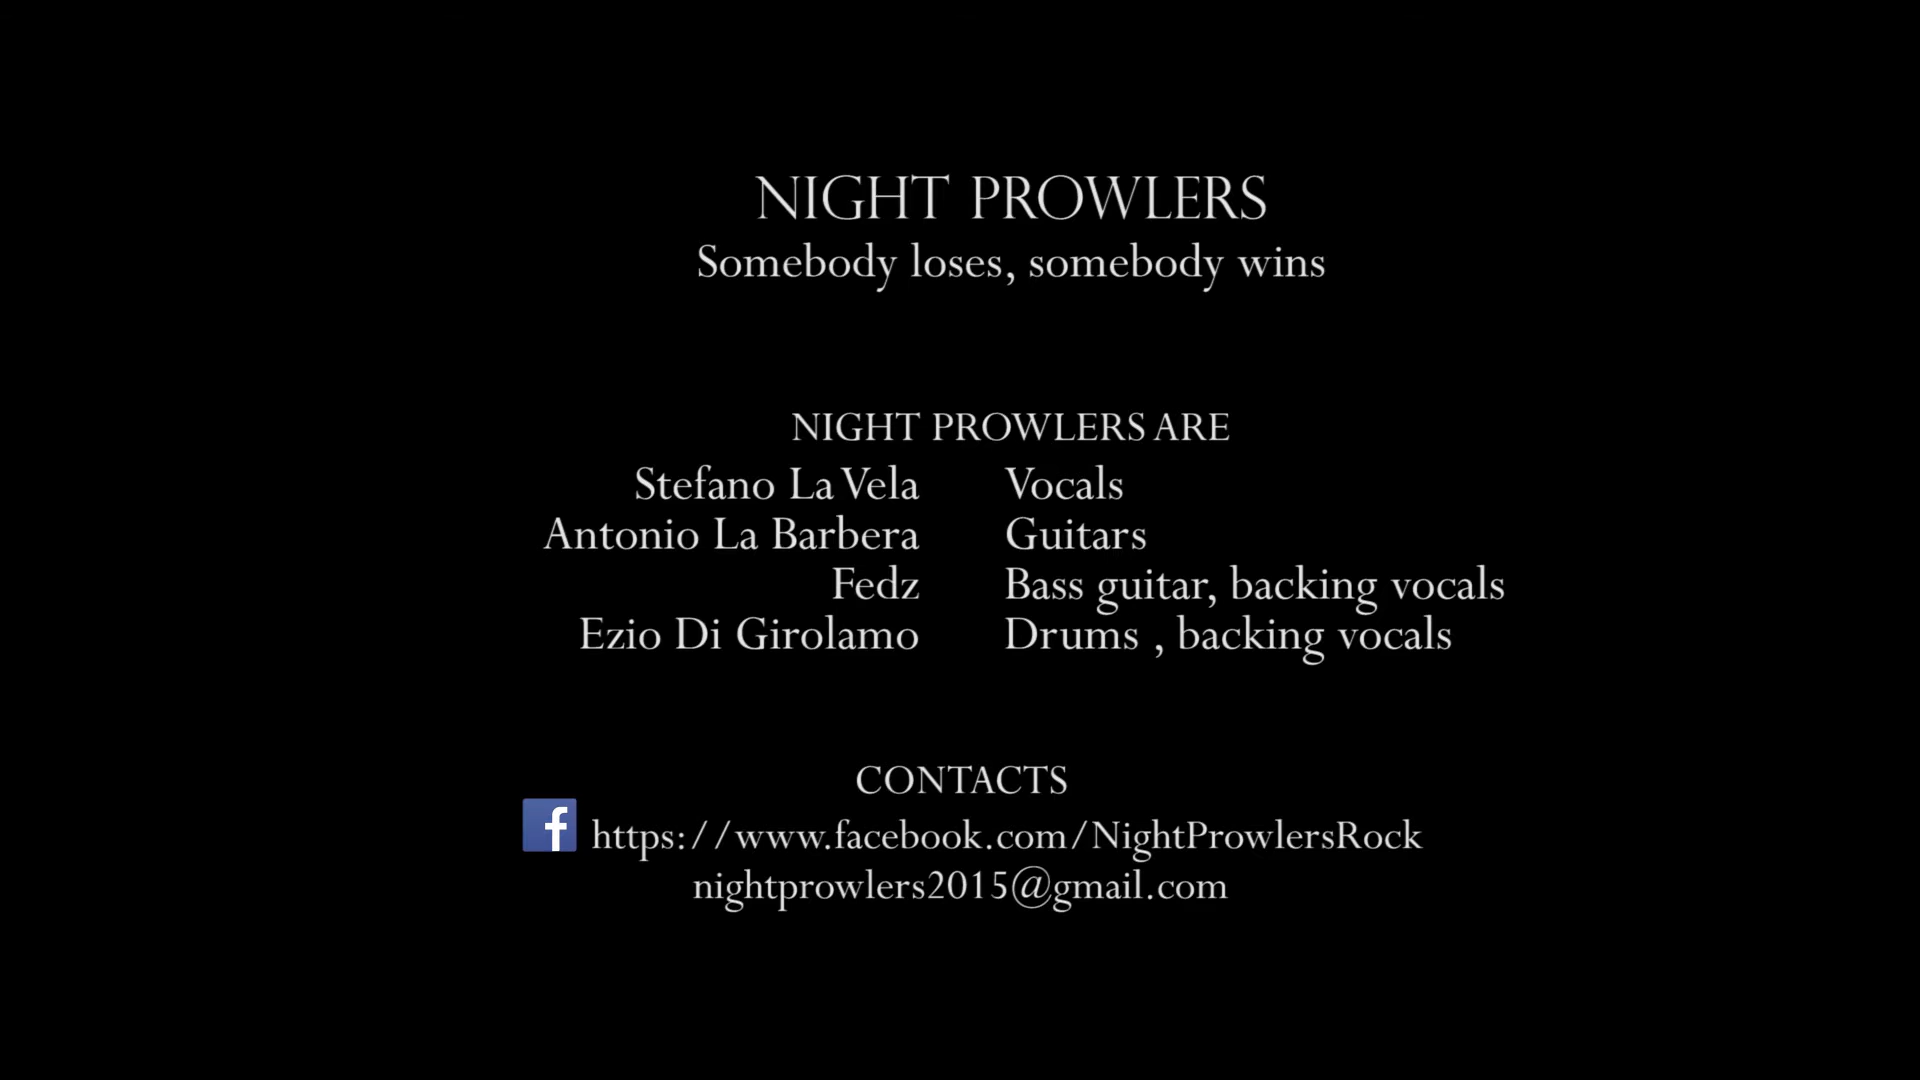 NIGHT PROWLERS
Somebody loses, somebody wins
NIGHT PROWLERS ARE
Stefano La Vela Vocals
Antonio La Barbera Guitars
Fedz Bass guitar, backing vocals
Ezio Di Girolamo Drums , backing vocals
CONTACTS
f https://www.facebook.com/NightProwlersRock
nightprowlers2015@gmail.com